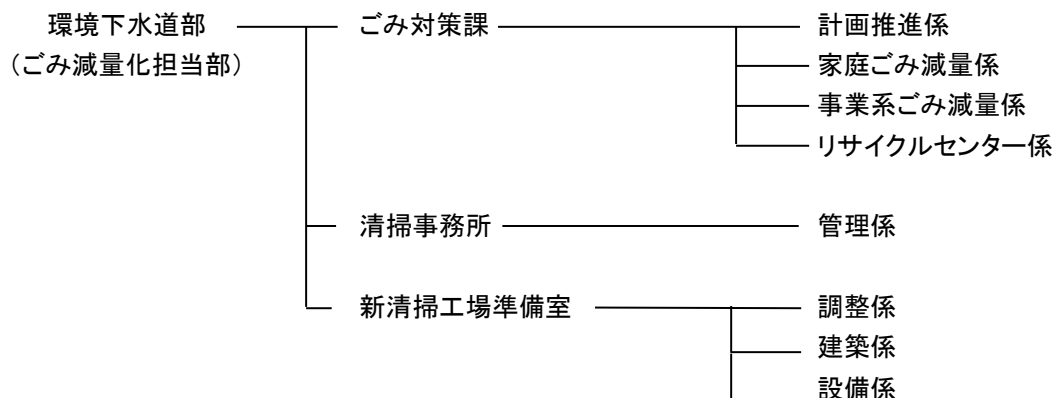 環境下水道部 ごみ対策課 計画推進係
(ごみ減量化担当部) 家庭ごみ減量係
事業系ごみ減量係
リサイクルセンター係
清掃事務所 管理係
新清掃工場準備室 調整係
建築係
設備係